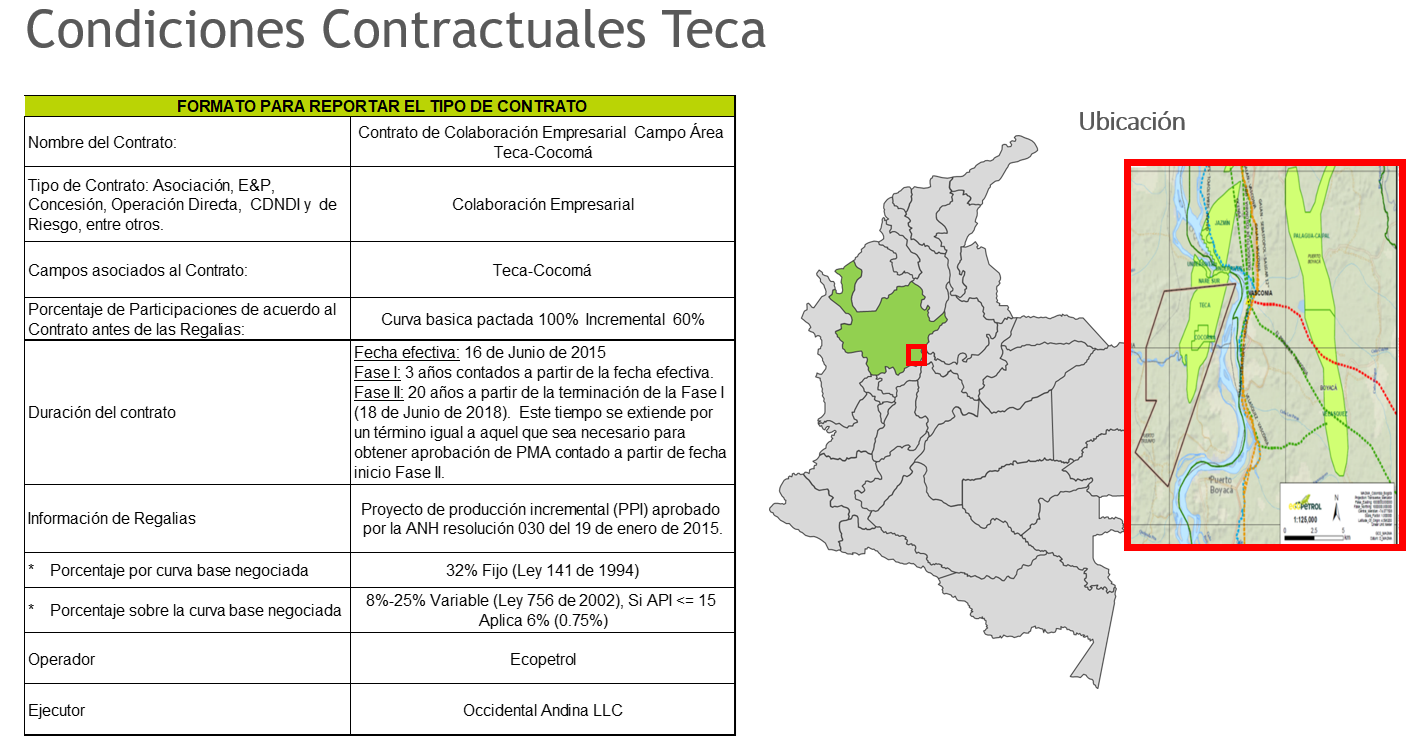 Condiciones Contractuales Teca
FORMATO PARA REPORTAR EL TIPO DE CONTRATO
Nombre del Contrato:
Contrato de Colaboración Empresarial Campo Área
Teca-Cocomá
Tipo de Contrato: Asociación, E&P,
Concesión, Operación Directa, CDNDI y de
Riesgo, entre otros.
Colaboración Empresarial
Campos asociados al Contrato:
Teca-Cocomá
Porcentaje de Participaciones de acuerdo al
Contrato antes de las Regalias:
Curva basica pactada 100% Incremental 60%
Duración del contrato
Fecha efectiva: 16 de Junio de 2015
Fase I: 3 años contados a partir de la fecha efectiva.
Fase II: 20 años a partir de la terminación de la Fase I
(18 de Junio de 2018). Este tiempo se extiende por
un término igual a aquel que sea necesario para
obtener aprobación de PMA contado a partir de fecha
inicio Fase II.
Información de Regalias
Proyecto de producción incremental (PPI) aprobado
por la ANH resolución 030 del 19 de enero de 2015.
* Porcentaje por curva base negociada
32% Fijo (Ley 141 de 1994)
* Porcentaje sobre la curva base negociada
8%-25% Variable (Ley 756 de 2002), Si API <= 15
Aplica 6% (0.75%)
Operador
Ecopetrol
Ejecutor
Occidental Andina LLC
Ubicación
JAZMÍN
PALAGUA-CAIPAL
PUERTO
BOYACÁ
NARE SUR
VASCONIA
TECA
COCORNÁ
BOYACÁ
VELÁSQUEZ
Puerto
Boyacá
ecoPETROL
1:125,000
N
0 2.5 5
km